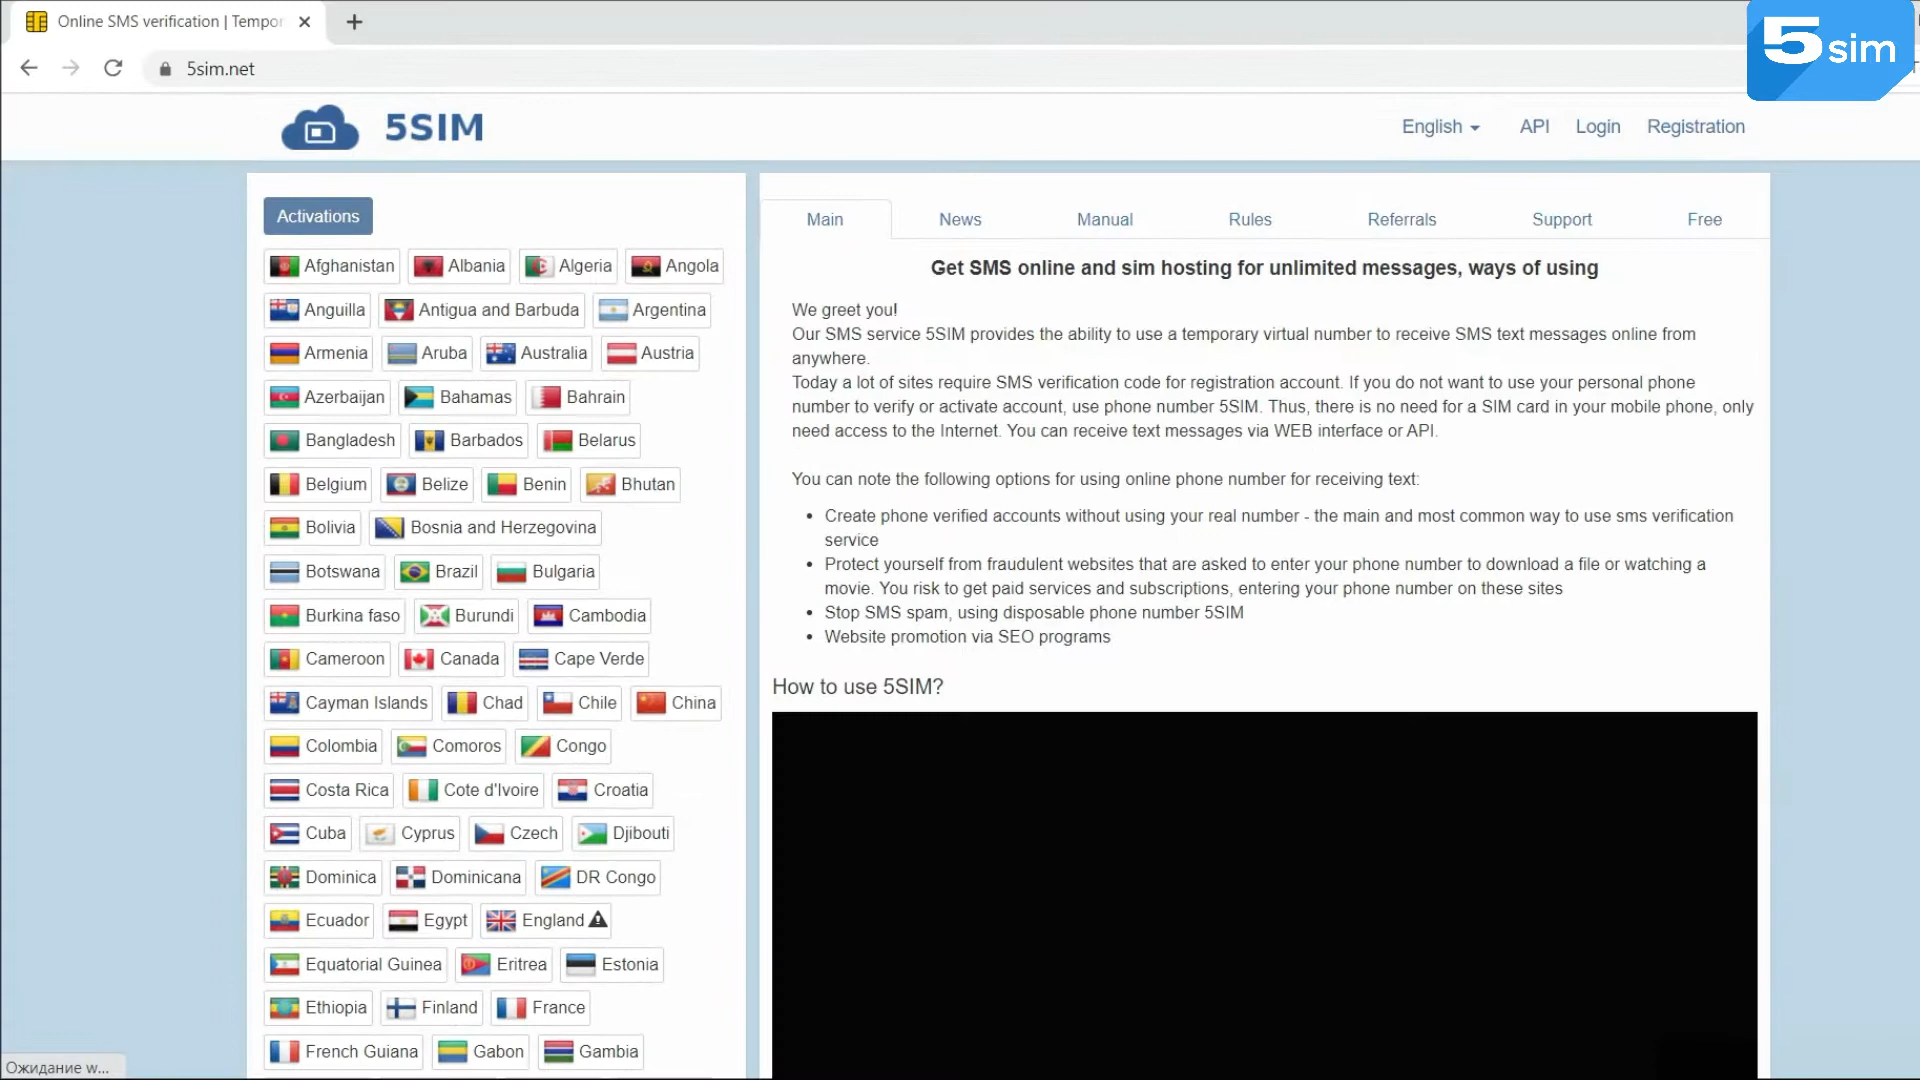 Online SMS verification | Tempor
5sim.net
5sim
5SIM
English
API
Login
Registration
Activations
Afghanistan Albania Algeria Angola
Anguilla Antigua and Barbuda Argentina
Armenia Aruba Australia Austria
Azerbaijan Bahamas Bahrain
Bangladesh Barbados Belarus
Belgium Belize Benin Bhutan
Bolivia Bosnia and Herzegovina
Botswana Brazil Bulgaria
Burkina faso Burundi Cambodia
Cameroon Canada Cape Verde
Cayman Islands Chad Chile China
Colombia Comoros Congo
Costa Rica Cote d'Ivoire Croatia
Cuba Cyprus Czech Djibouti
Dominica Dominicana DR Congo
Ecuador Egypt England
Equatorial Guinea Eritrea Estonia
Ethiopia Finland France
French Guiana Gabon Gambia
Main News Manual Rules Referrals Support Free
Get SMS online and sim hosting for unlimited messages, ways of using
We greet you!
Our SMS service 5SIM provides the ability to use a temporary virtual number to receive SMS text messages online from
anywhere.
Today a lot of sites require SMS verification code for registration account. If you do not want to use your personal phone
number to verify or activate account, use phone number 5SIM. Thus, there is no need for a SIM card in your mobile phone, only
need access to the Internet. You can receive text messages via WEB interface or API.
You can note the following options for using online phone number for receiving text:
• Create phone verified accounts without using your real number - the main and most common way to use sms verification
service
• Protect yourself from fraudulent websites that are asked to enter your phone number to download a file or watching a
movie. You risk to get paid services and subscriptions, entering your phone number on these sites
• Stop SMS spam, using disposable phone number 5SIM
• Website promotion via SEO programs
How to use 5SIM?
Ожидание w...